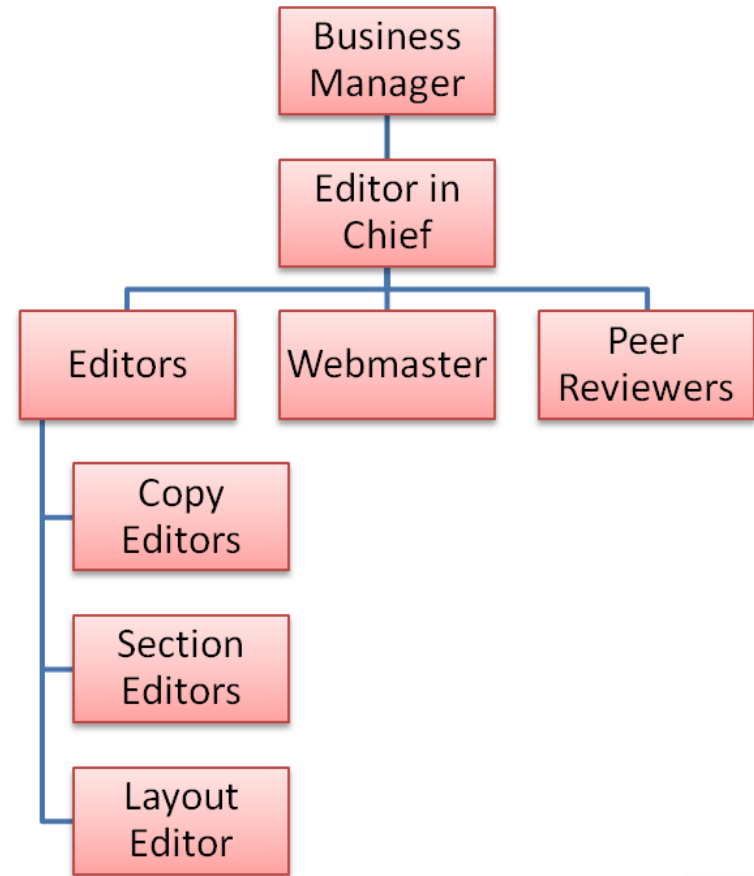 Business
Manager
Editor in
Chief
Editors
Webmaster
Peer
Reviewers
Copy
Editors
Section
Editors
Layout
Editor